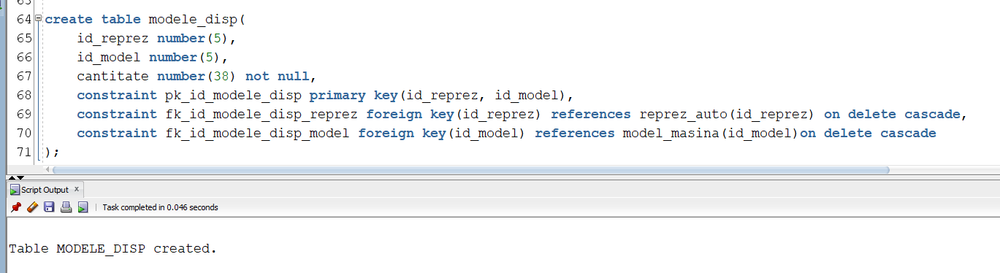 63
64 create table modele_disp(
65 id_reprez number(5),
66 id_model number(5),
67 cantitate number(38) not null,
68 constraint pk_id_modele_disp primary key(id_reprez, id_model),
69 constraint fk_id_modele_disp_reprez foreign key(id_reprez) references reprez_auto(id_reprez) on delete cascade,
70 constraint fk_id_modele_disp_model foreign key(id_model) references model_masina(id_model)on delete cascade
71 );
Script Output x
Task completed in 0.046 seconds
Table MODELE_DISP created.